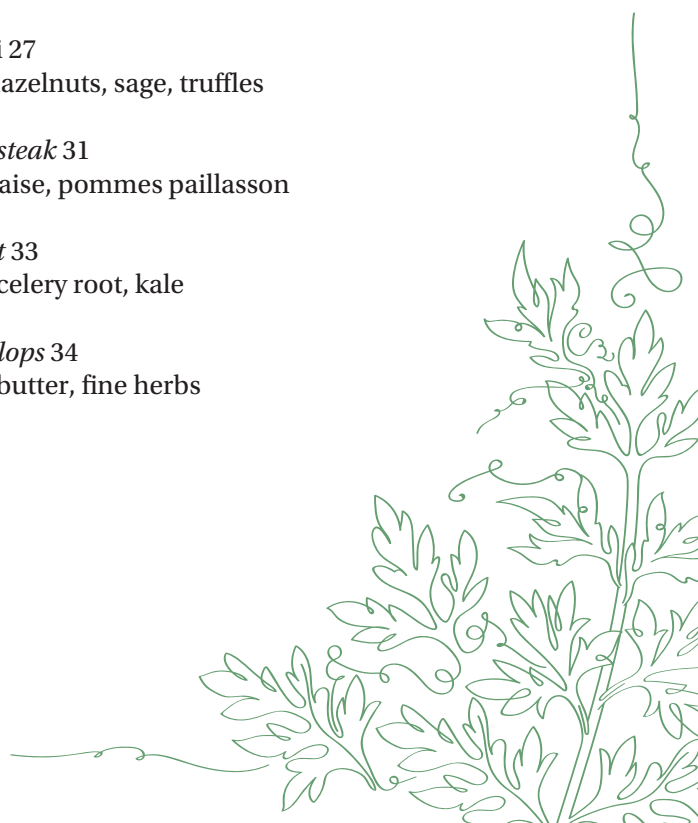 i 27
azelnuts, sage, truffles
steak 31
aise, pommes paillasson
t 33
celery root, kale
lops 34
butter, fine herbs